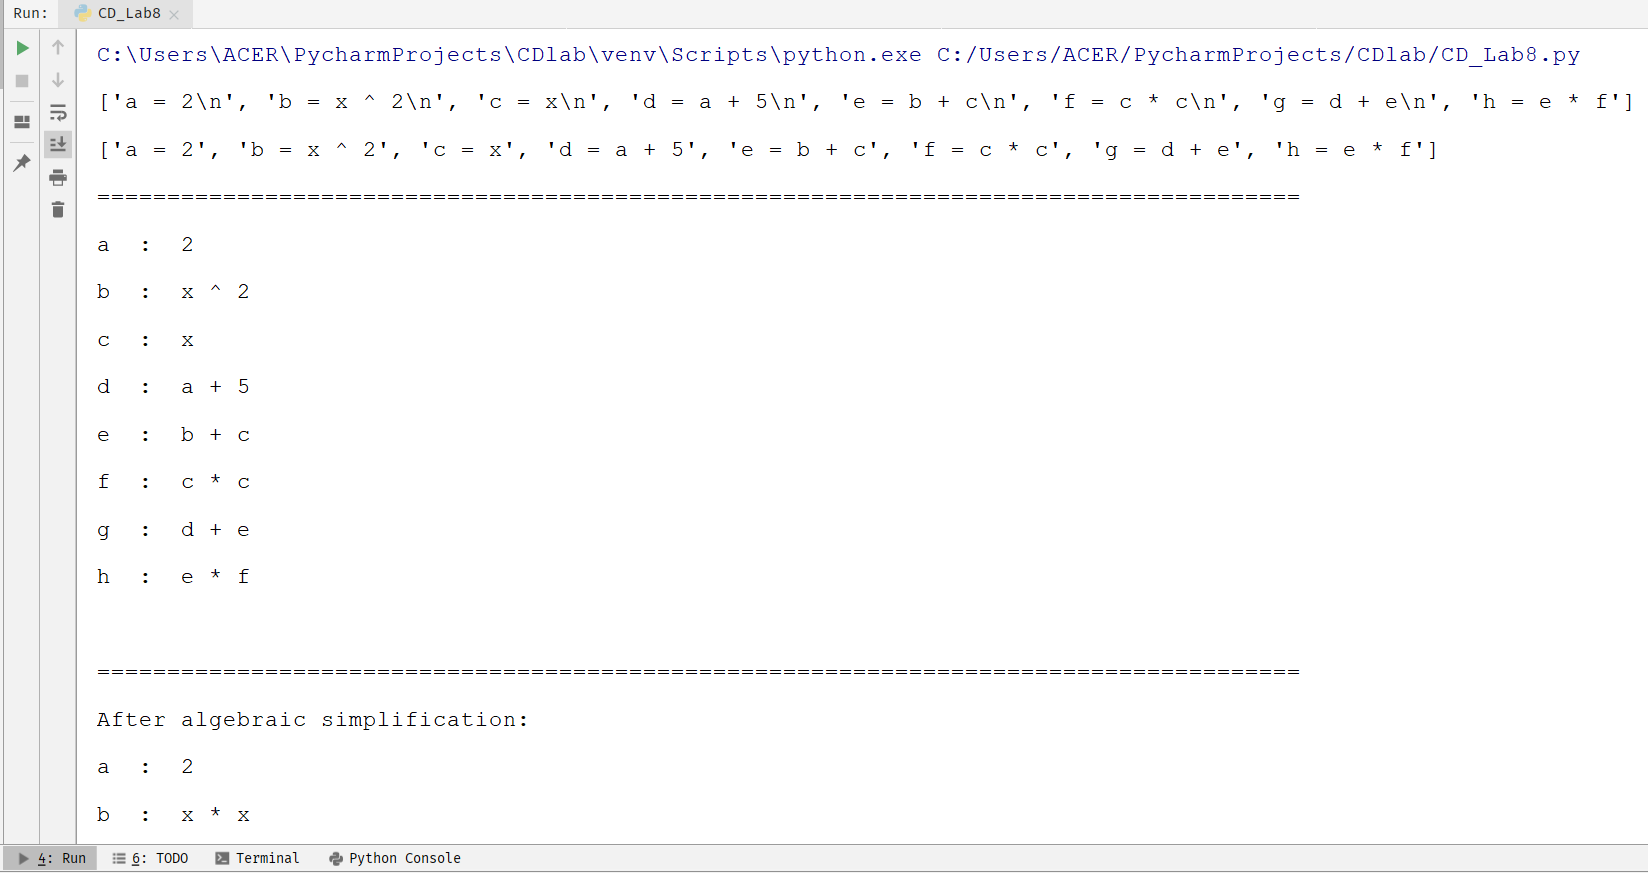 Run: CD_Lab8
C:\Users\ACER\PycharmProjects\CDlab\venv\Scripts\python.exe C:/Users/ACER/PycharmProjects/CDlab/CD_Lab8.py
['a = 2\n', 'b = x ^ 2\n', 'c = x\n', 'd = a + 5\n', 'e = b + c\n', 'f = c * c\n', 'g = d + e\n', 'h = e * f']
['a = 2', 'b = x ^ 2', 'c = x', 'd = a + 5', 'e = b + c', 'f = c * c', 'g = d + e', 'h = e * f']
======================================================================================
a  :  2
b  :  x ^ 2
c  :  x
d  :  a + 5
e  :  b + c
f  :  c * c
g  :  d + e
h  :  e * f
======================================================================================
After algebraic simplification:
a  :  2
b  :  x * x
4: Run 6: TODO Terminal Python Console